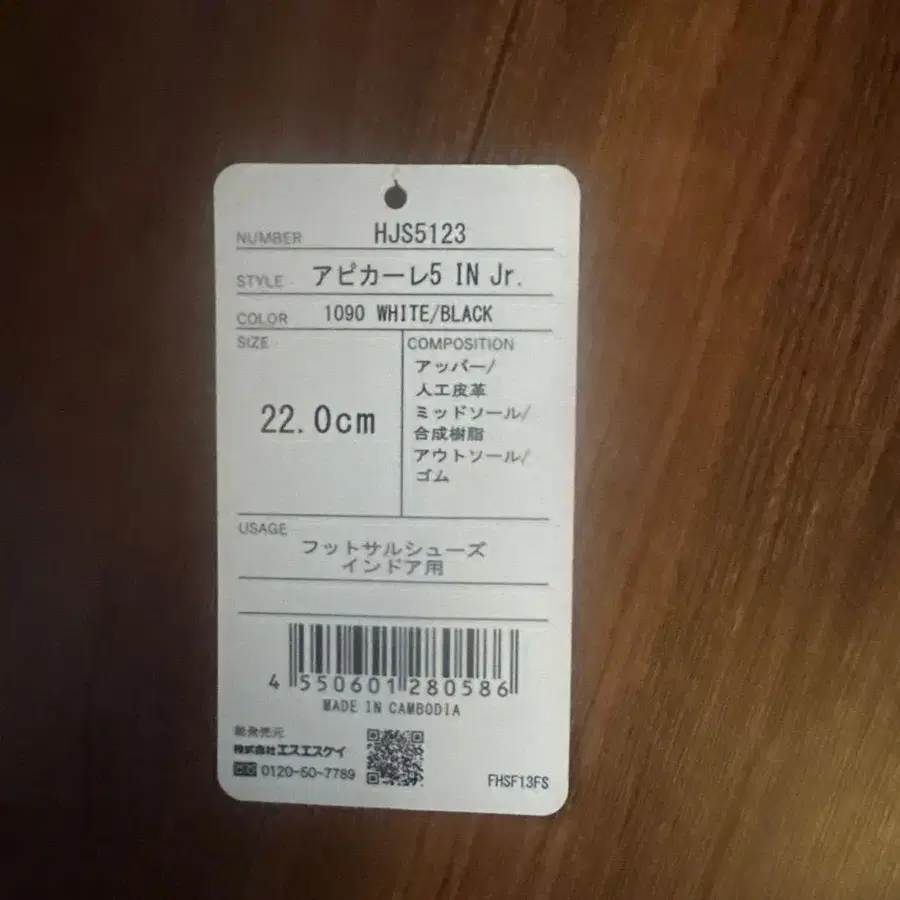 NUMBER HJS5123
STYLE アピカーレ5 IN Jr.
COLOR 1090 WHITE/BLACK
SIZE
22.0cm
COMPOSITION
アッパー/
人工皮革
ミッドソール/
合成樹脂
アウトソール/
ゴム
USAGE
フットサルシューズ
インドア用
4 550601 280586
MADE IN CAMBODIA
発売元
株式会社エスエスケイ
0120-50-7789
FHSF13FS